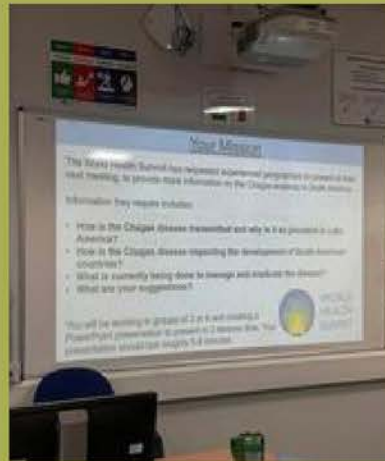 Your Mission
The World Health Summit has requested experienced geographers to present at their
next meeting, to provide more information on the Chagas endemic in South America.
Information they require includes:
• How is the Chagas disease transmitted and why is it so prevalent in Latin
America?
• How is the Chagas disease impacting the development of South American
countries?
• What is currently being done to manage and eradicate the disease?
• What are your suggestions?
You will be working in groups of 3 or 4 and creating a
PowerPoint presentation to present in 2 lessons time. Your
presentation should last roughly 5-8 minutes.
WORLD
HEALTH
SUMMIT